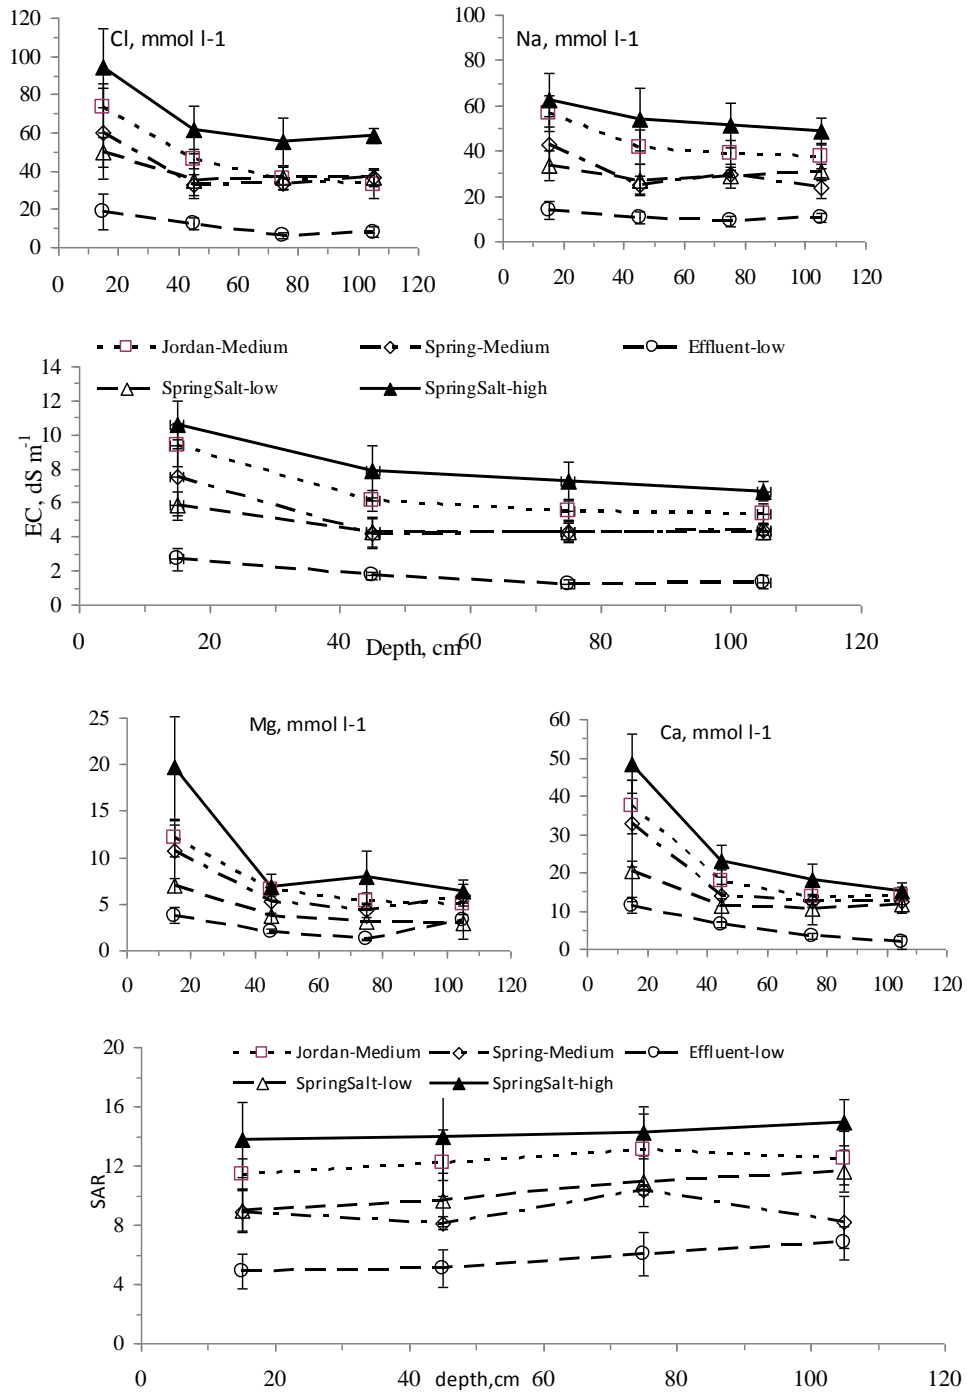 Cl, mmol l-1
120
100
80
60
40
20
0
0 20 40 60 80 100 120
Na, mmol l-1
100
80
60
40
20
0
0 20 40 60 80 100 120
Jordan-Medium Spring-Medium Effluent-low
SpringSalt-low SpringSalt-high
EC, dS m-1
14
12
10
8
6
4
2
0
0 20 40 60 80 100 120
Depth, cm
Mg, mmol l-1
25
20
15
10
5
0
0 20 40 60 80 100 120
Ca, mmol l-1
60
50
40
30
20
10
0
0 20 40 60 80 100 120
Jordan-Medium Spring-Medium Effluent-low
SpringSalt-low SpringSalt-high
SAR
20
16
12
8
4
0
0 20 40 60 80 100 120
depth,cm